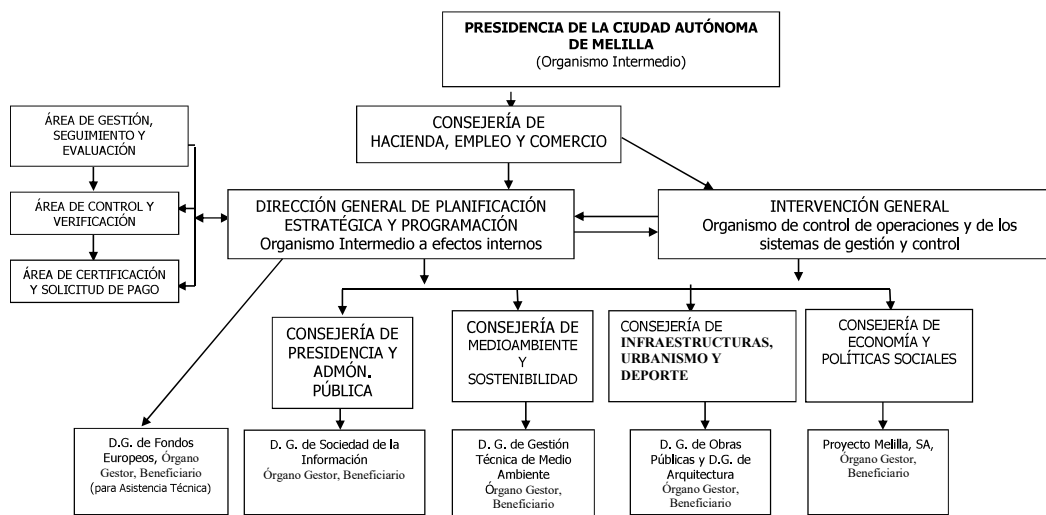 PRESIDENCIA DE LA CIUDAD AUTÓNOMA
DE MELILLA
(Organismo Intermedio)
CONSEJERÍA DE
HACIENDA, EMPLEO Y COMERCIO
ÁREA DE GESTIÓN,
SEGUIMIENTO Y
EVALUACIÓN
ÁREA DE CONTROL Y
VERIFICACIÓN
ÁREA DE CERTIFICACIÓN
Y SOLICITUD DE PAGO
DIRECCIÓN GENERAL DE PLANIFICACIÓN
ESTRATÉGICA Y PROGRAMACIÓN
Organismo Intermedio a efectos internos
INTERVENCIÓN GENERAL
Organismo de control de operaciones y de los
sistemas de gestión y control
CONSEJERÍA DE
PRESIDENCIA Y
ADMÓN.
PÚBLICA
CONSEJERÍA DE
MEDIOAMBIENTE
Y
SOSTENIBILIDAD
CONSEJERÍA DE
INFRAESTRUCTURAS,
URBANISMO Y
DEPORTE
CONSEJERÍA DE
ECONOMÍA Y
POLÍTICAS SOCIALES
D.G. de Fondos
Europeos, Órgano
Gestor, Beneficiario
(para Asistencia Técnica)
D. G. de Sociedad de la
Información
Órgano Gestor, Beneficiario
D. G. de Gestión
Técnica de Medio
Ambiente
Órgano Gestor,
Beneficiario
D. G. de Obras
Públicas y D.G. de
Arquitectura
Órgano Gestor,
Beneficiario
Proyecto Melilla, SA,
Órgano Gestor,
Beneficiario